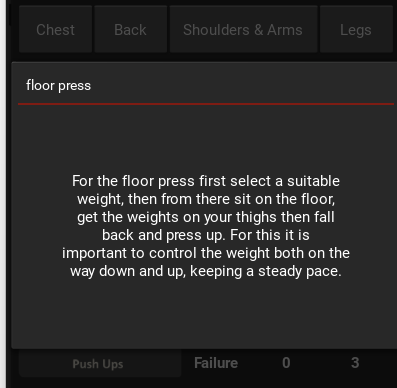 Chest Back Shoulders & Arms Legs
floor press
For the floor press first select a suitable
weight, then from there sit on the floor,
get the weights on your thighs then fall
back and press up. For this it is
important to control the weight both on the
way down and up, keeping a steady pace.
Push Ups Failure 0 3